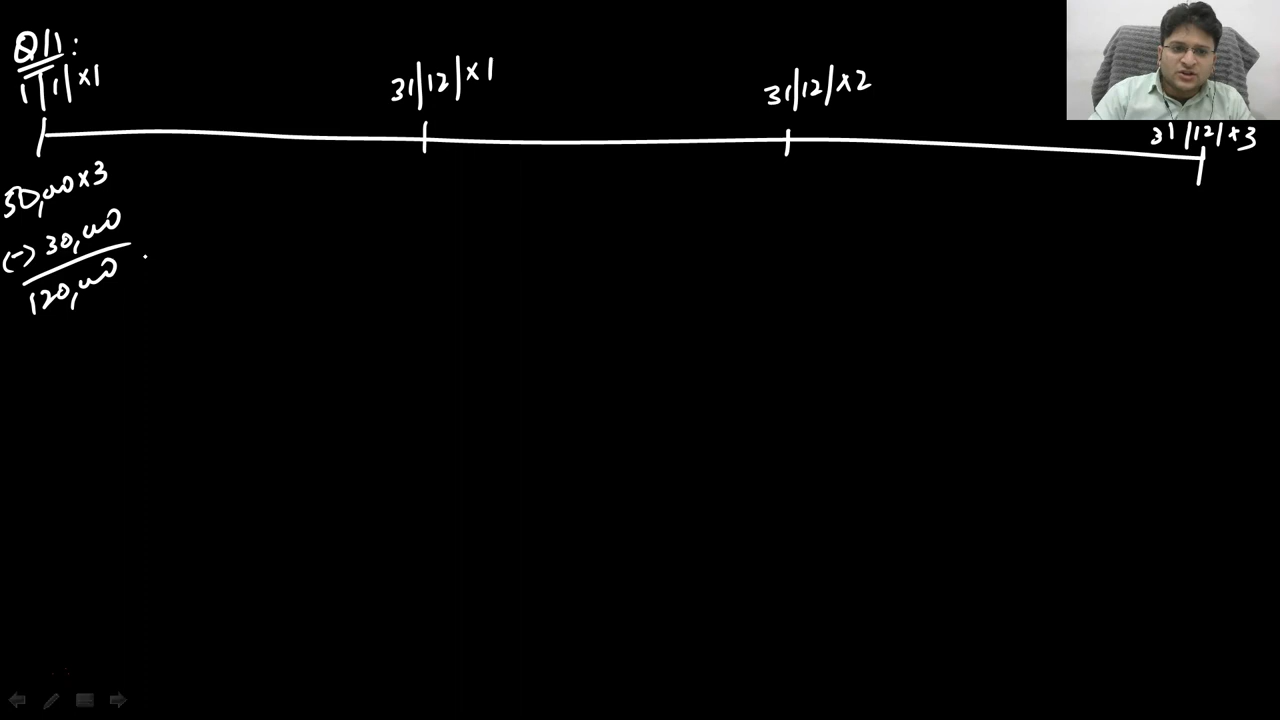 Q11:
1/1/x1
31/12/x1
31/12/x2
31/12/x3
50,000x3
(-) 30,000
120,000